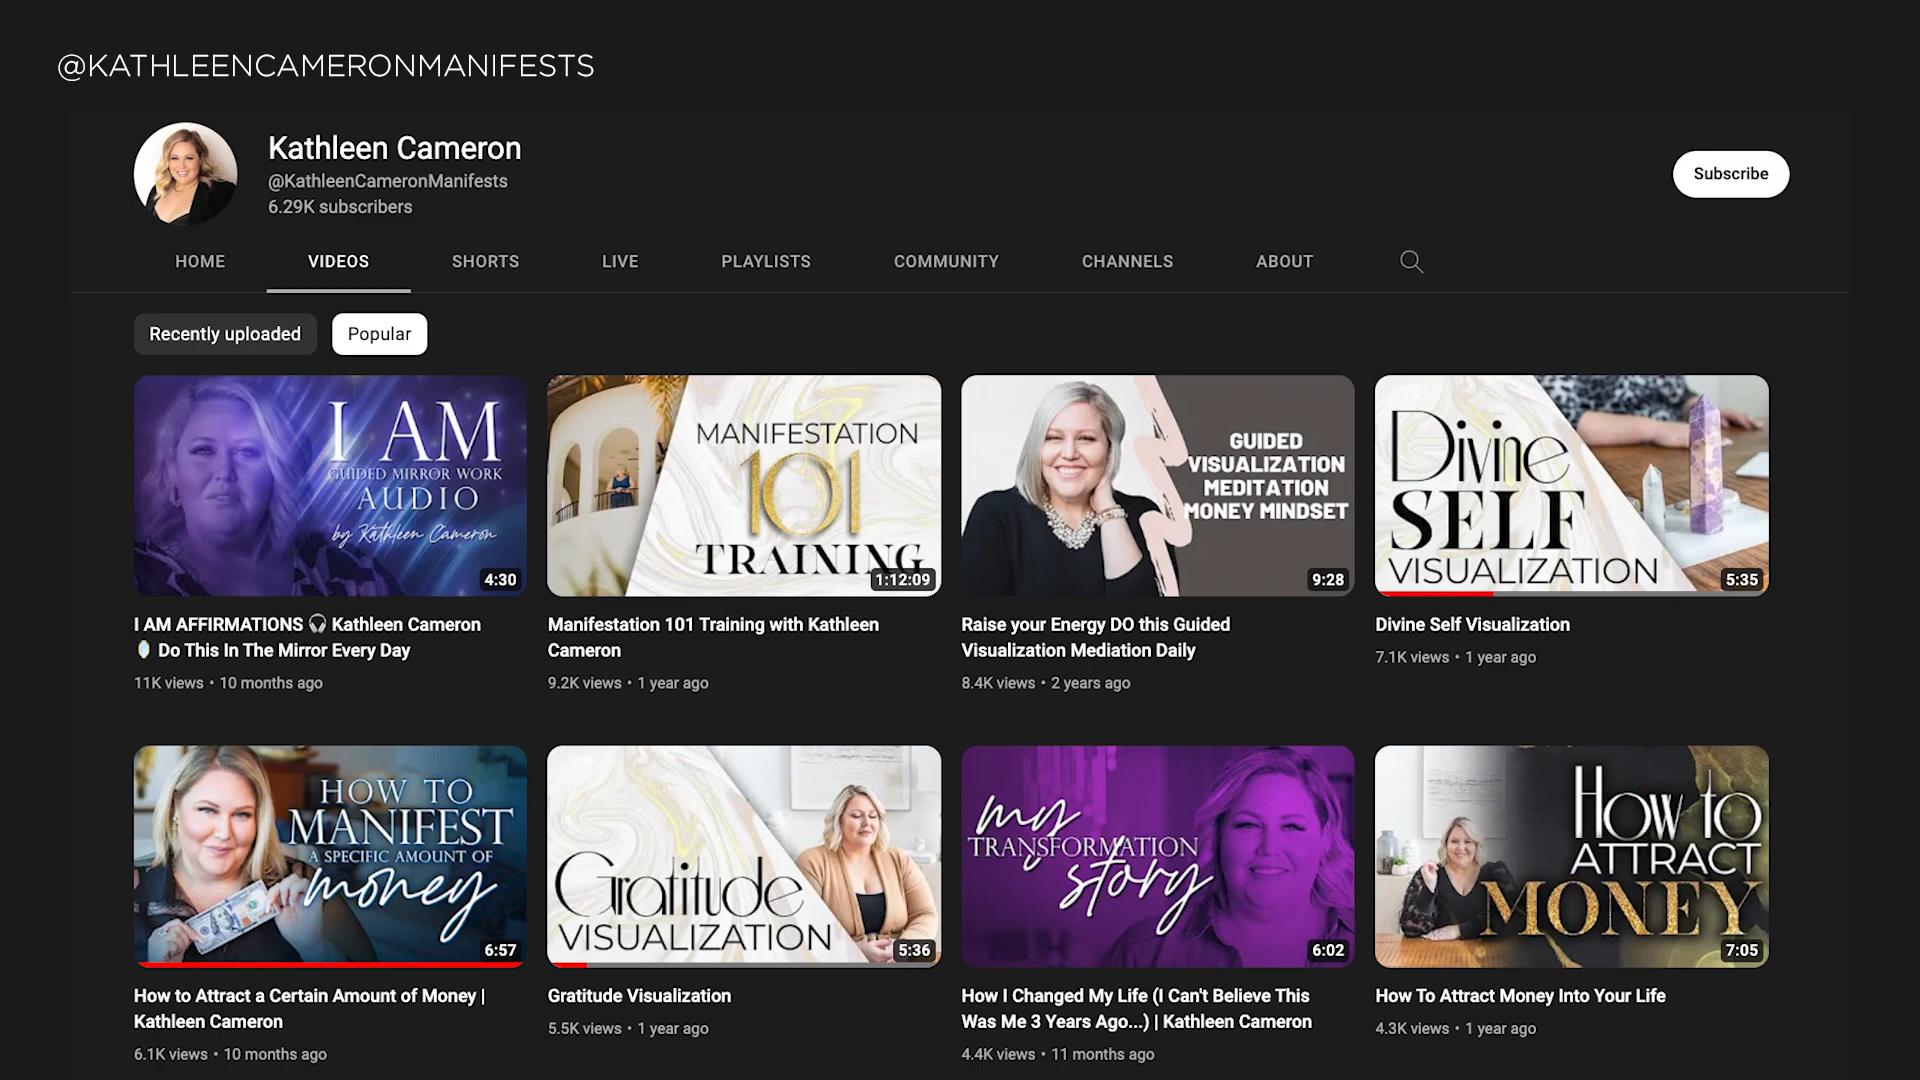 @KATHLEENCAMERONMANIFESTS
Kathleen Cameron
@KathleenCameronManifests
6.29K subscribers
Subscribe
HOME VIDEOS SHORTS LIVE PLAYLISTS COMMUNITY CHANNELS ABOUT
Recently uploaded Popular
I AM
GUIDED MIRROR WORK
AUDIO
by Kathleen Cameron
4:30
MANIFESTATION
101
TRAINING
1:12:09
GUIDED
VISUALIZATION
MEDITATION
MONEY MINDSET
9:28
Divine
SELF
VISUALIZATION
5:35
I AM AFFIRMATIONS 🎧 Kathleen Cameron
🪞 Do This In The Mirror Every Day
11K views • 10 months ago
Manifestation 101 Training with Kathleen
Cameron
9.2K views • 1 year ago
Raise your Energy DO this Guided
Visualization Mediation Daily
8.4K views • 2 years ago
Divine Self Visualization
7.1K views • 1 year ago
HOW TO
MANIFEST
A SPECIFIC AMOUNT OF
money
6:57
Gratitude
VISUALIZATION
5:36
my
TRANSFORMATION
story
6:02
How to
ATTRACT
MONEY
7:05
How to Attract a Certain Amount of Money |
Kathleen Cameron
6.1K views • 10 months ago
Gratitude Visualization
5.5K views • 1 year ago
How I Changed My Life (I Can't Believe This
Was Me 3 Years Ago...) | Kathleen Cameron
4.4K views • 11 months ago
How To Attract Money Into Your Life
4.3K views • 1 year ago